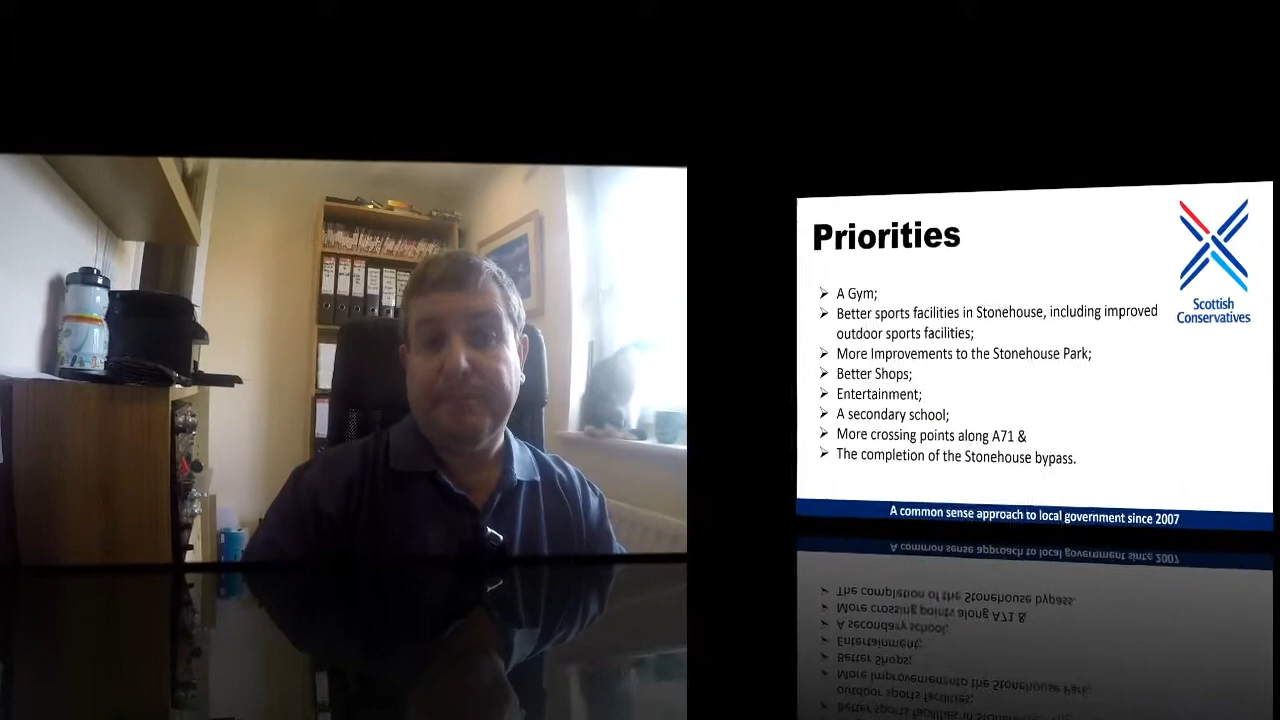 Priorities
➢ A Gym;
➢ Better sports facilities in Stonehouse, including improved
outdoor sports facilities;
➢ More Improvements to the Stonehouse Park;
➢ Better Shops;
➢ Entertainment;
➢ A secondary school;
➢ More crossing points along A71 &
➢ The completion of the Stonehouse bypass.
Scottish
Conservatives
A common sense approach to local government since 2007